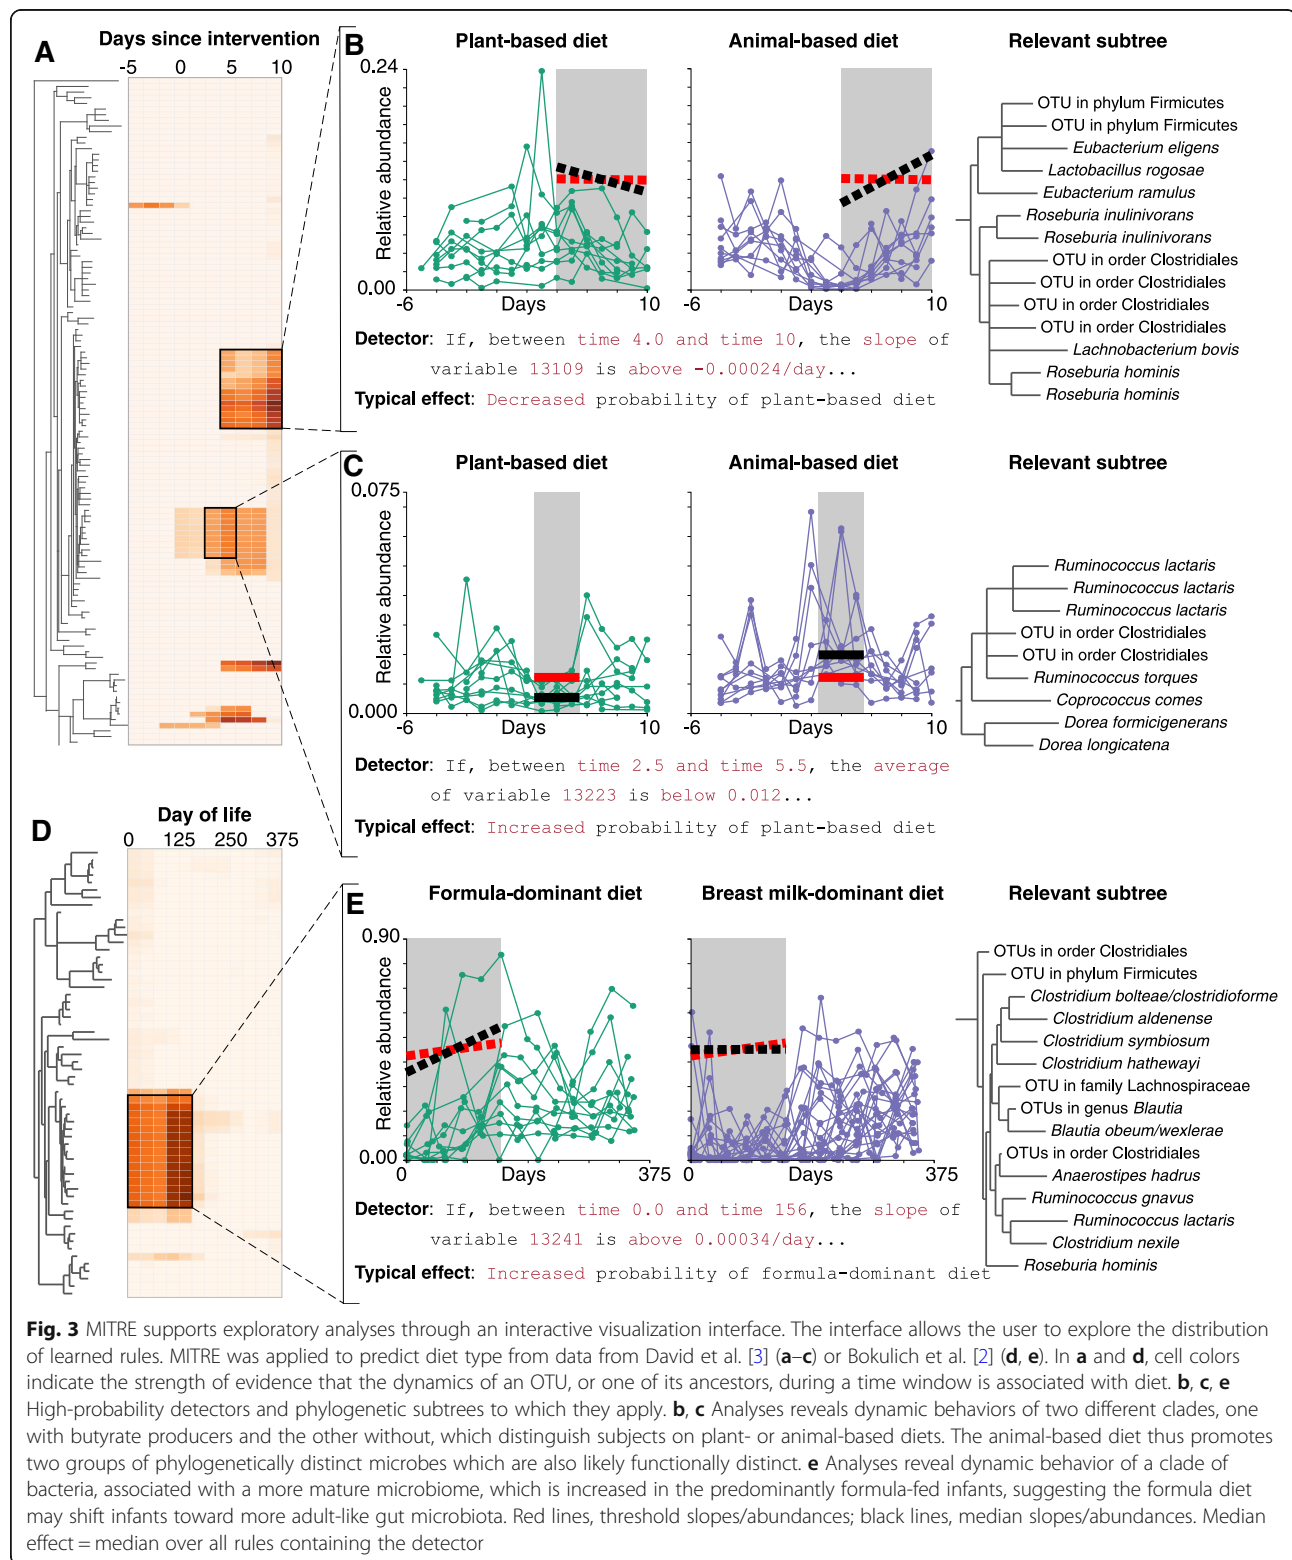 A
Days since intervention
-5 0 5 10
B
Plant-based diet
Animal-based diet
Relevant subtree
0.24
Relative abundance
0.00
-6 Days 10
-6 Days 10
OTU in phylum Firmicutes
OTU in phylum Firmicutes
Eubacterium eligens
Lactobacillus rogosae
Eubacterium ramulus
Roseburia inulinivorans
Roseburia inulinivorans
OTU in order Clostridiales
OTU in order Clostridiales
OTU in order Clostridiales
OTU in order Clostridiales
Lachnobacterium bovis
Roseburia hominis
Roseburia hominis
Detector: If, between time 4.0 and time 10, the slope of
variable 13109 is above -0.00024/day...
Typical effect: Decreased probability of plant-based diet
C
Plant-based diet
Animal-based diet
Relevant subtree
0.075
Relative abundance
0.000
-6 Days 10
-6 Days 10
Ruminococcus lactaris
Ruminococcus lactaris
Ruminococcus lactaris
OTU in order Clostridiales
OTU in order Clostridiales
Ruminococcus torques
Coprococcus comes
Dorea formicigenerans
Dorea longicatena
Detector: If, between time 2.5 and time 5.5, the average
of variable 13223 is below 0.012...
Typical effect: Increased probability of plant-based diet
D
Day of life
0 125 250 375
E
Formula-dominant diet
Breast milk-dominant diet
Relevant subtree
0.90
Relative abundance
0.00
0 Days 375
0 Days 375
OTUs in order Clostridiales
OTU in phylum Firmicutes
Clostridium bolteae/clostridioforme
Clostridium aldenense
Clostridium symbiosum
Clostridium hathewayi
OTU in family Lachnospiraceae
OTUs in genus Blautia
Blautia obeum/wexlerae
OTUs in order Clostridiales
Anaerostipes hadrus
Ruminococcus gnavus
Ruminococcus lactaris
Clostridium nexile
Roseburia hominis
Detector: If, between time 0.0 and time 156, the slope of
variable 13241 is above 0.00034/day...
Typical effect: Increased probability of formula-dominant diet
Fig. 3 MITRE supports exploratory analyses through an interactive visualization interface. The interface allows the user to explore the distribution
of learned rules. MITRE was applied to predict diet type from data from David et al. [3] (a–c) or Bokulich et al. [2] (d, e). In a and d, cell colors
indicate the strength of evidence that the dynamics of an OTU, or one of its ancestors, during a time window is associated with diet. b, c, e
High-probability detectors and phylogenetic subtrees to which they apply. b, c Analyses reveals dynamic behaviors of two different clades, one
with butyrate producers and the other without, which distinguish subjects on plant- or animal-based diets. The animal-based diet thus promotes
two groups of phylogenetically distinct microbes which are also likely functionally distinct. e Analyses reveal dynamic behavior of a clade of
bacteria, associated with a more mature microbiome, which is increased in the predominantly formula-fed infants, suggesting the formula diet
may shift infants toward more adult-like gut microbiota. Red lines, threshold slopes/abundances; black lines, median slopes/abundances. Median
effect = median over all rules containing the detector